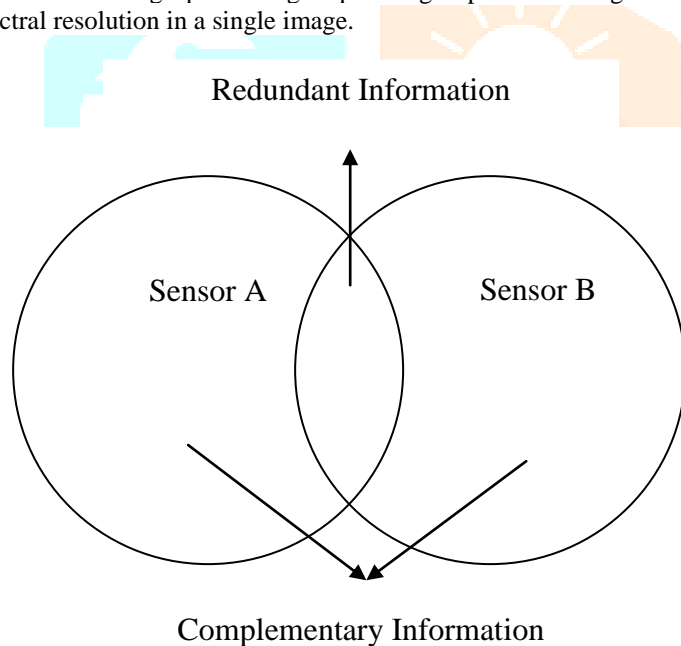 ctral resolution in a single image.
Redundant Information
Sensor A
Sensor B
Complementary Information